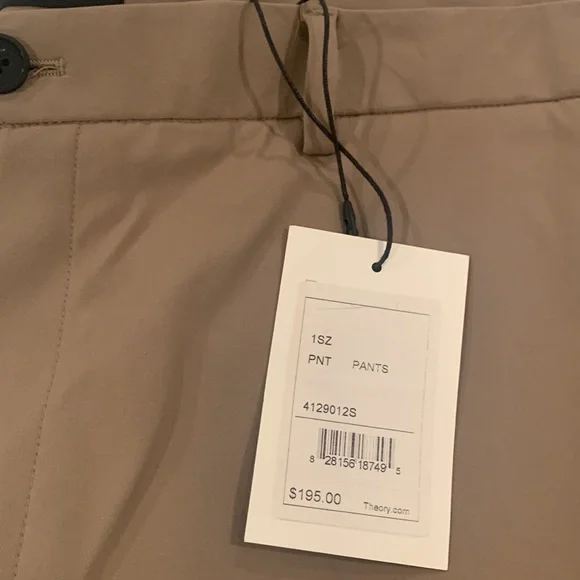 1SZ
PNT PANTS
4129012S
8 28156 18749 5
$195.00 Theory.com